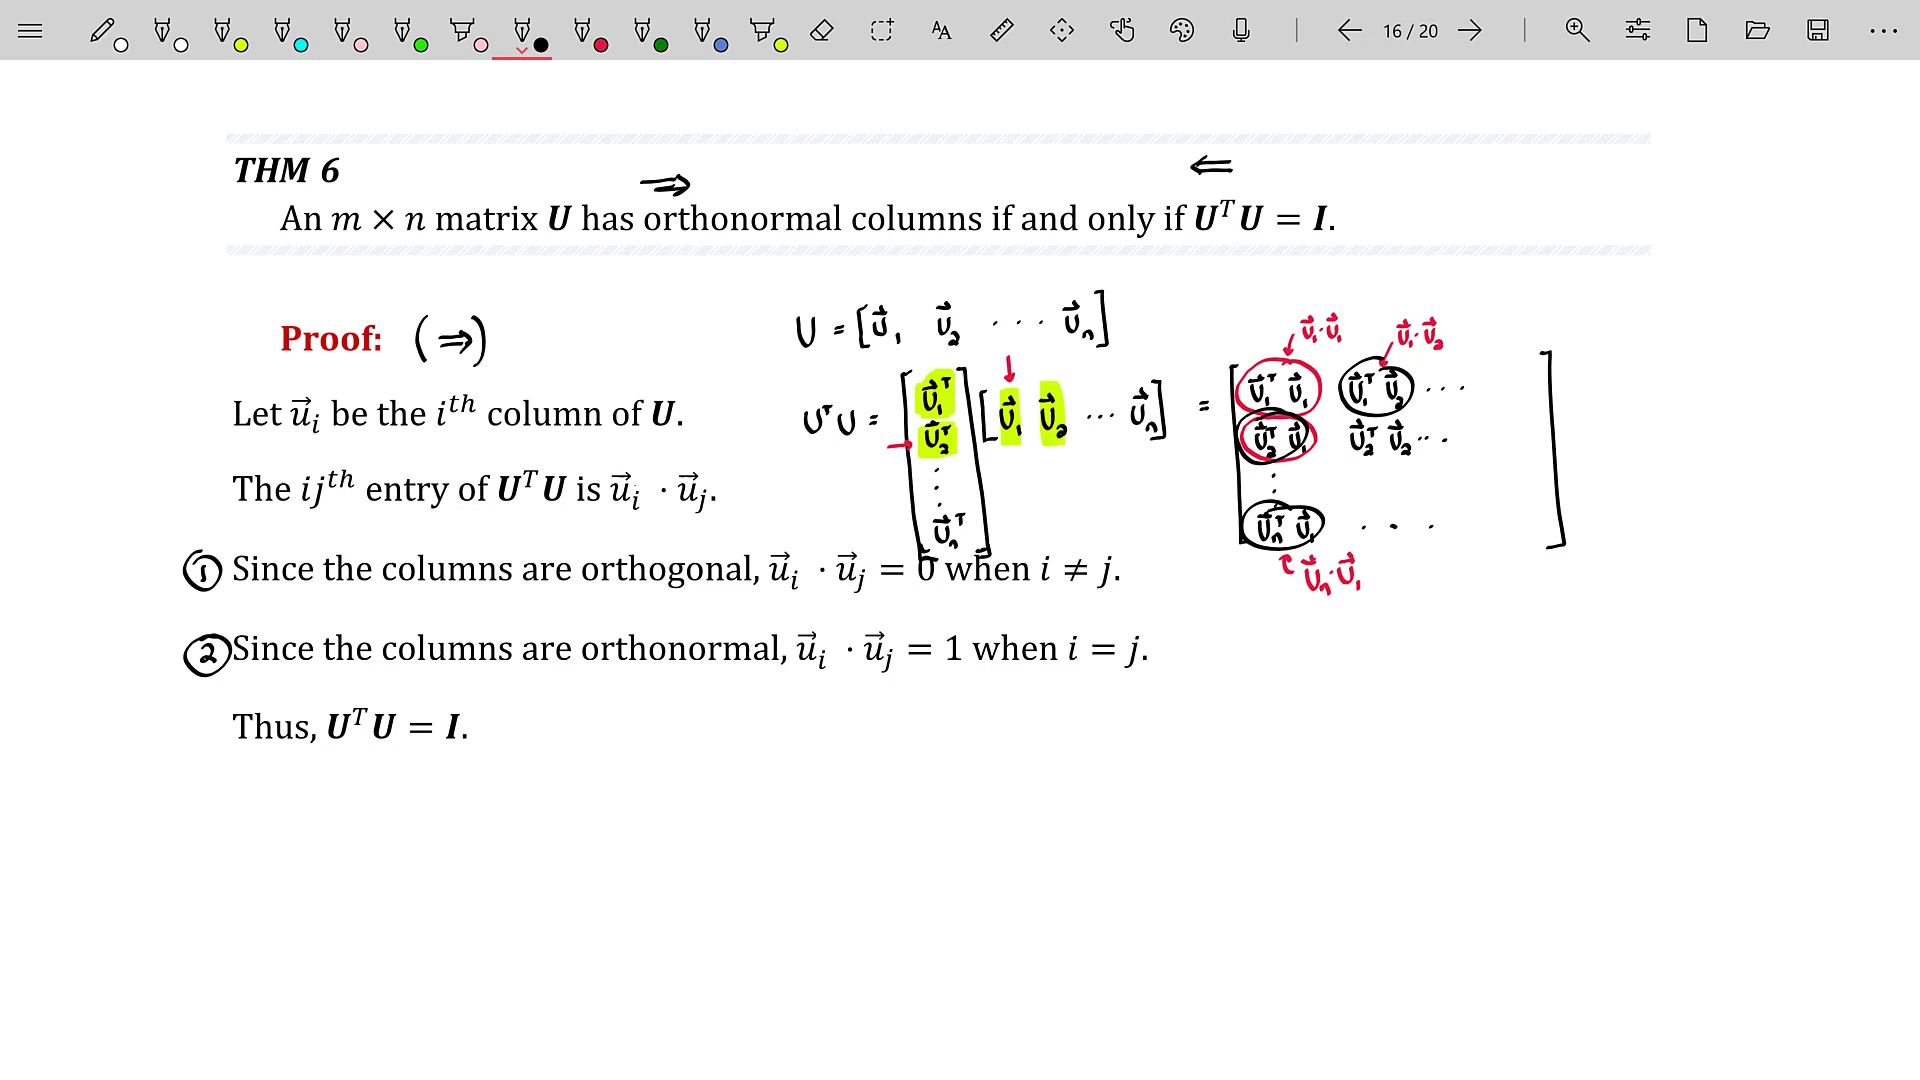 16 / 20
THM 6
⇒ ⇐
An m × n matrix U has orthonormal columns if and only if UᵀU = I.
Proof: (⇒)
U = [u⃗₁ u⃗₂ ··· u⃗ₙ]
u⃗₁·u⃗₁ u⃗₁·u⃗₂
Let u⃗ᵢ be the iᵗʰ column of U.
UᵀU = [u⃗₁ᵀ u⃗₂ᵀ ⋮ u⃗ₙᵀ] [u⃗₁ u⃗₂ ··· u⃗ₙ] = [u⃗₁ᵀu⃗₁ u⃗₁ᵀu⃗₂ ···
u⃗₂ᵀu⃗₁ u⃗₂ᵀu⃗₂ ···
⋮
u⃗ₙᵀu⃗₁ ···]
u⃗ₙ·u⃗₁
The ijᵗʰ entry of UᵀU is u⃗ᵢ · u⃗ⱼ.
① Since the columns are orthogonal, u⃗ᵢ · u⃗ⱼ = 0 when i ≠ j.
② Since the columns are orthonormal, u⃗ᵢ · u⃗ⱼ = 1 when i = j.
Thus, UᵀU = I.